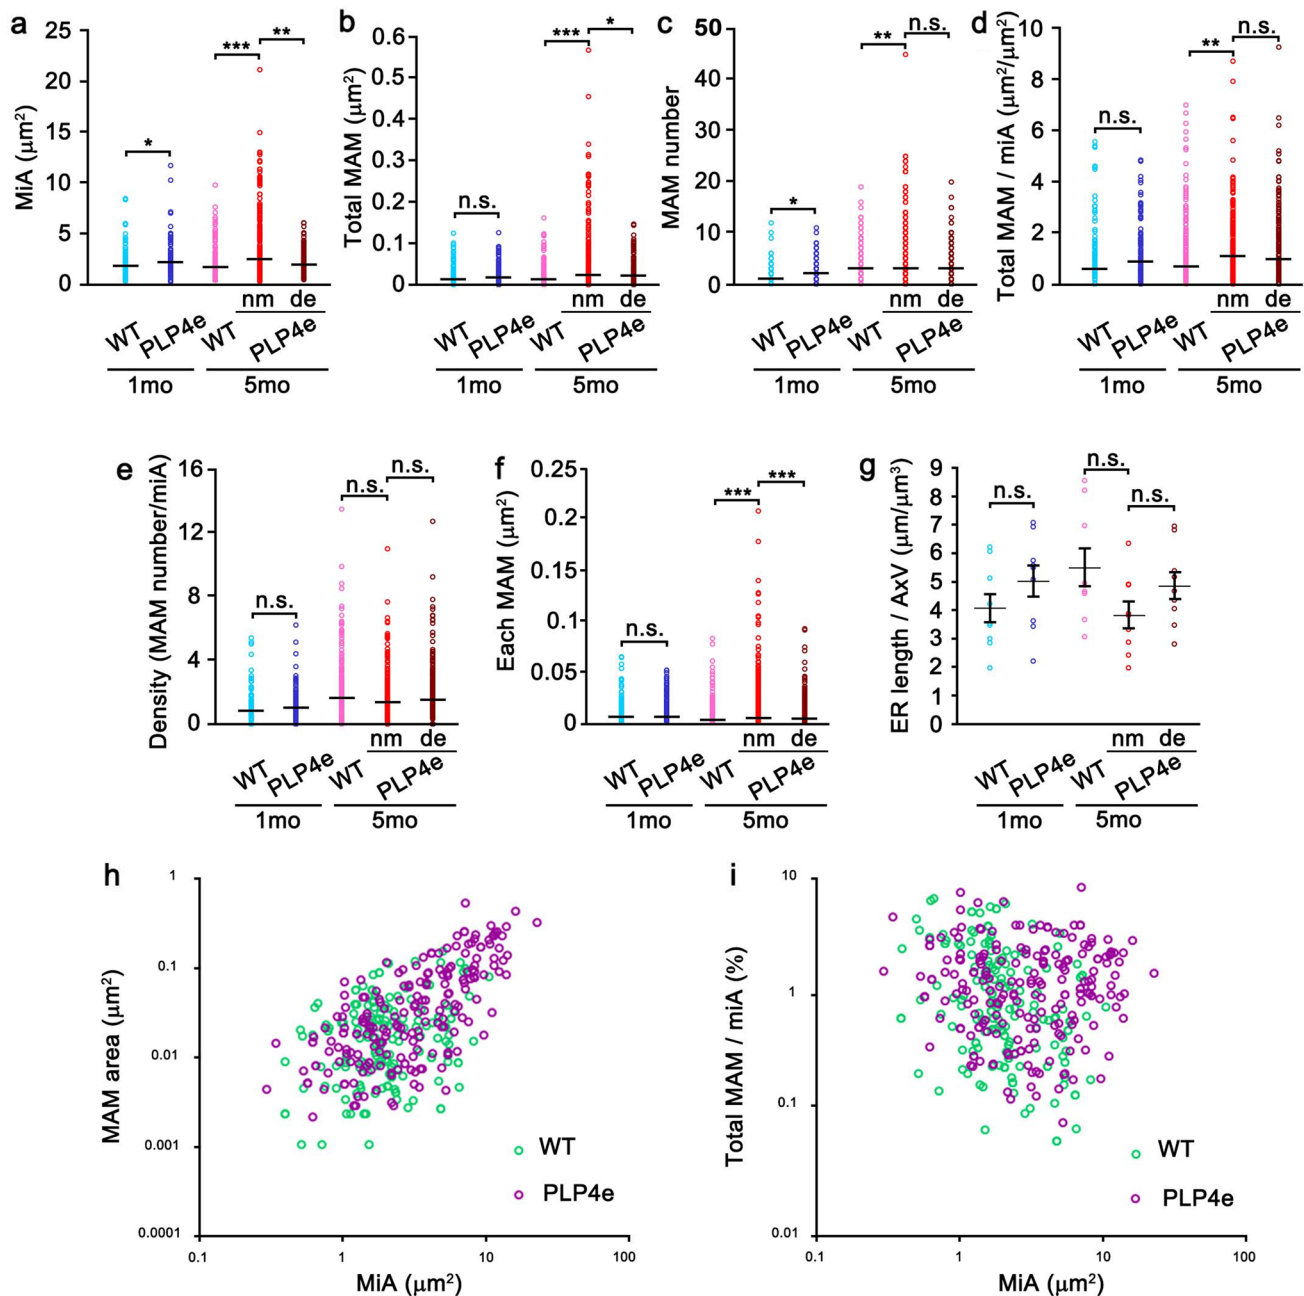 a
MiA (μm²)
25
20
15
10
5
0
*
***
**
nm de
WT PLP4e WT PLP4e
1mo 5mo
b
Total MAM (μm²)
0.6
0.5
0.4
0.3
0.2
0.1
0
n.s.
***
*
nm de
WT PLP4e WT PLP4e
1mo 5mo
c
MAM number
50
40
30
20
10
0
*
**
n.s.
nm de
WT PLP4e WT PLP4e
1mo 5mo
d
Total MAM / miA (μm²/μm²)
10
8
6
4
2
0
n.s.
**
n.s.
nm de
WT PLP4e WT PLP4e
1mo 5mo
e
Density (MAM number/miA)
16
12
8
4
0
n.s.
n.s.
n.s.
nm de
WT PLP4e WT PLP4e
1mo 5mo
f
Each MAM (μm²)
0.25
0.2
0.15
0.1
0.05
0
n.s.
***
***
nm de
WT PLP4e WT PLP4e
1mo 5mo
g
ER length / AxV (μm/μm³)
9
8
7
6
5
4
3
2
1
0
n.s.
n.s.
n.s.
nm de
WT PLP4e WT PLP4e
1mo 5mo
h
MAM area (μm²)
1
0.1
0.01
0.001
0.0001
WT
PLP4e
0.1 1 10 100
MiA (μm²)
i
Total MAM / miA (%)
10
1
0.1
0.01
WT
PLP4e
0.1 1 10 100
MiA (μm²)